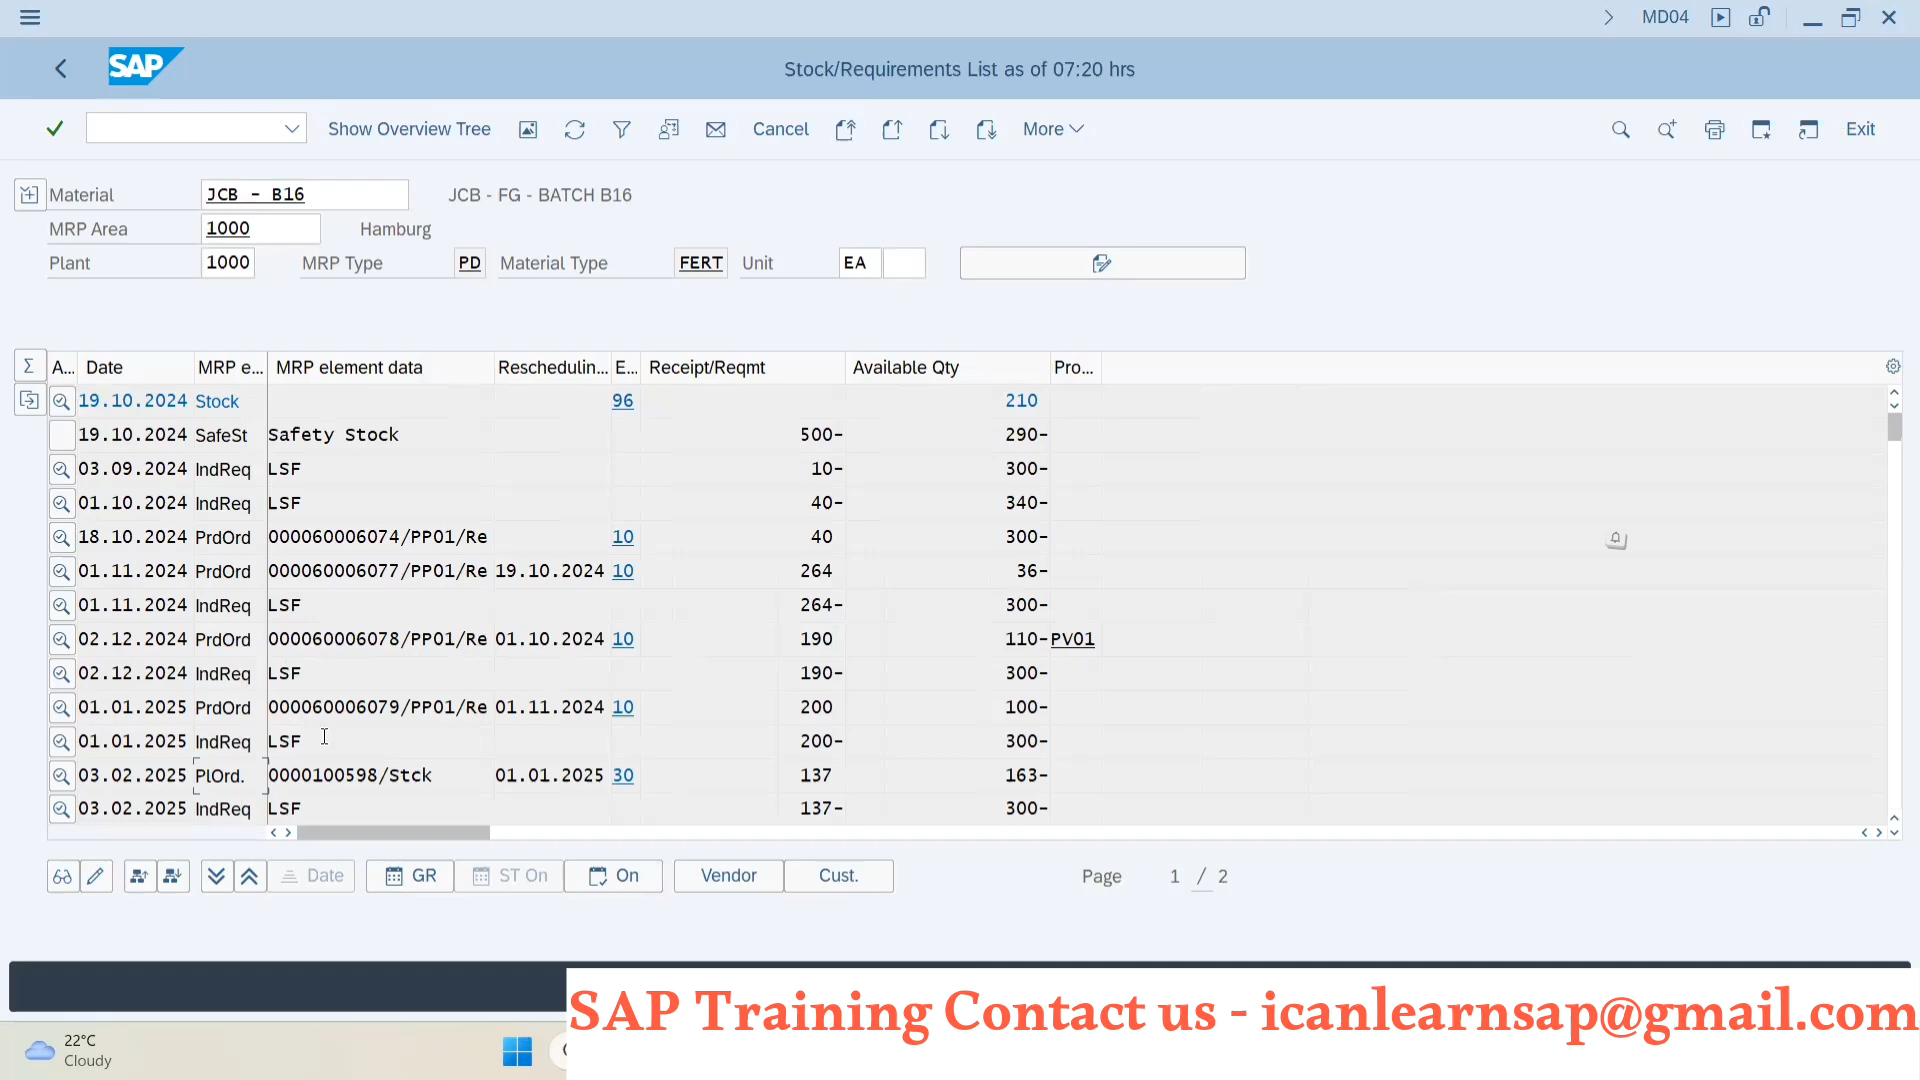 MD04
SAP
Stock/Requirements List as of 07:20 hrs
Show Overview Tree Cancel More Exit
Material JCB - B16 JCB - FG - BATCH B16
MRP Area 1000 Hamburg
Plant 1000 MRP Type PD Material Type FERT Unit EA
Σ A... Date MRP e... MRP element data Reschedulin... E... Receipt/Reqmt Available Qty Pro...
19.10.2024 Stock 96 210
19.10.2024 SafeSt Safety Stock 500- 290-
03.09.2024 IndReq LSF 10- 300-
01.10.2024 IndReq LSF 40- 340-
18.10.2024 PrdOrd 000060006074/PP01/Re 10 40 300-
01.11.2024 PrdOrd 000060006077/PP01/Re 19.10.2024 10 264 36-
01.11.2024 IndReq LSF 264- 300-
02.12.2024 PrdOrd 000060006078/PP01/Re 01.10.2024 10 190 110- PV01
02.12.2024 IndReq LSF 190- 300-
01.01.2025 PrdOrd 000060006079/PP01/Re 01.11.2024 10 200 100-
01.01.2025 IndReq LSF 200- 300-
03.02.2025 PlOrd. 0000100598/Stck 01.01.2025 30 137 163-
03.02.2025 IndReq LSF 137- 300-
Date GR ST On On Vendor Cust. Page 1 / 2
SAP Training Contact us - icanlearnsap@gmail.com
22°C
Cloudy